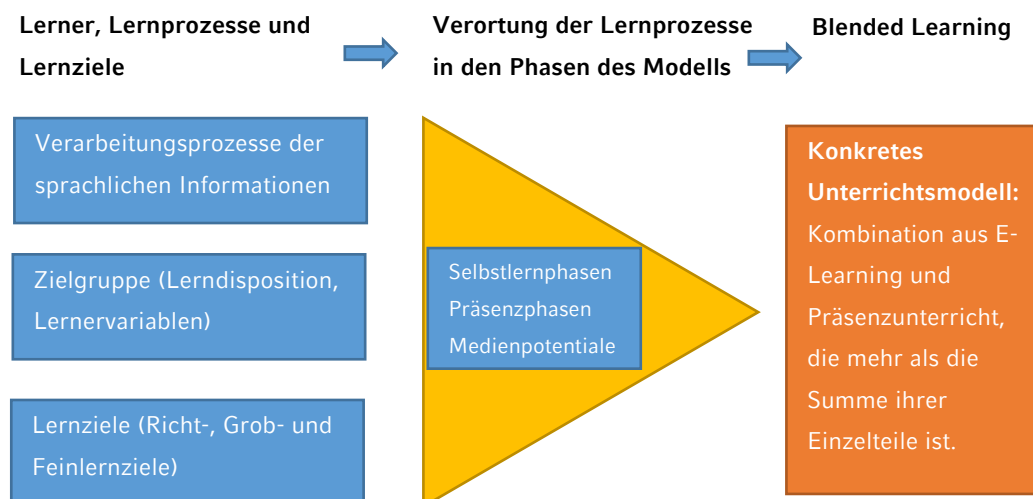 Lerner, Lernprozesse und
Lernziele
Verortung der Lernprozesse
in den Phasen des Modells
Blended Learning
Verarbeitungsprozesse der
sprachlichen Informationen
Zielgruppe (Lerndisposition,
Lernervariablen)
Lernziele (Richt-, Grob- und
Feinlernziele)
Selbstlernphasen
Präsenzphasen
Medienpotentiale
Konkretes
Unterrichtsmodell:
Kombination aus E-
Learning und
Präsenzunterricht,
die mehr als die
Summe ihrer
Einzelteile ist.